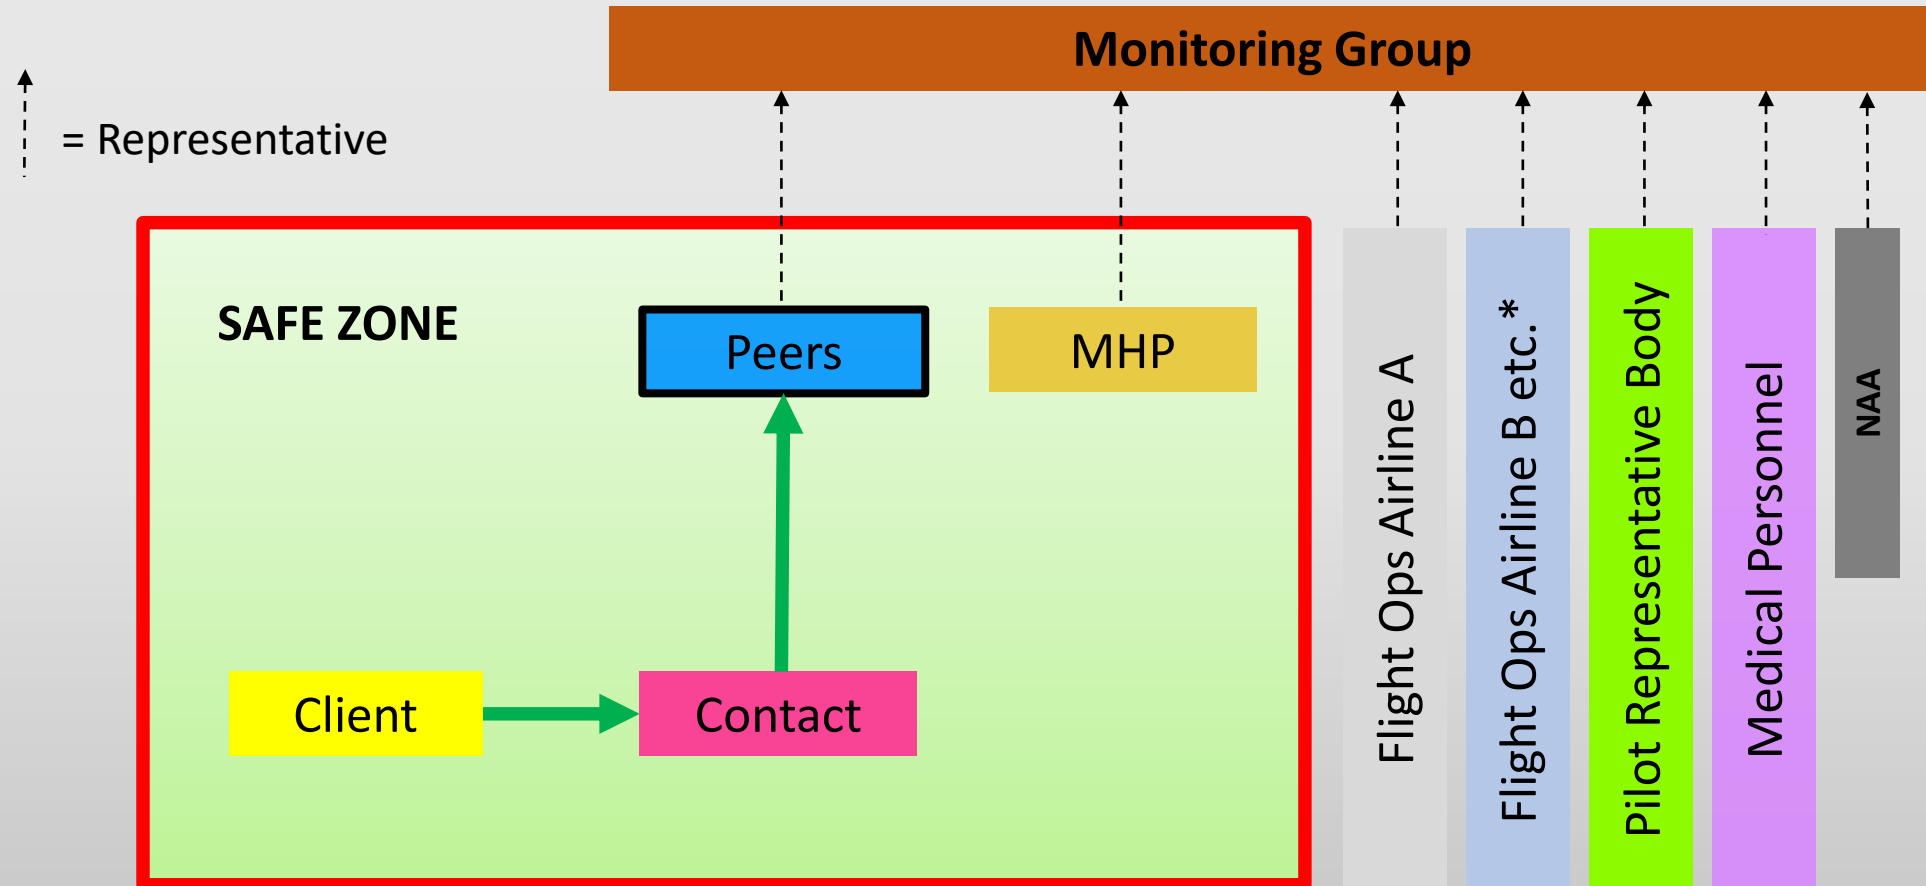 Monitoring Group
= Representative
SAFE ZONE
Peers
MHP
Client
Contact
Flight Ops Airline A
Flight Ops Airline B etc.*
Pilot Representative Body
Medical Personnel
NAA